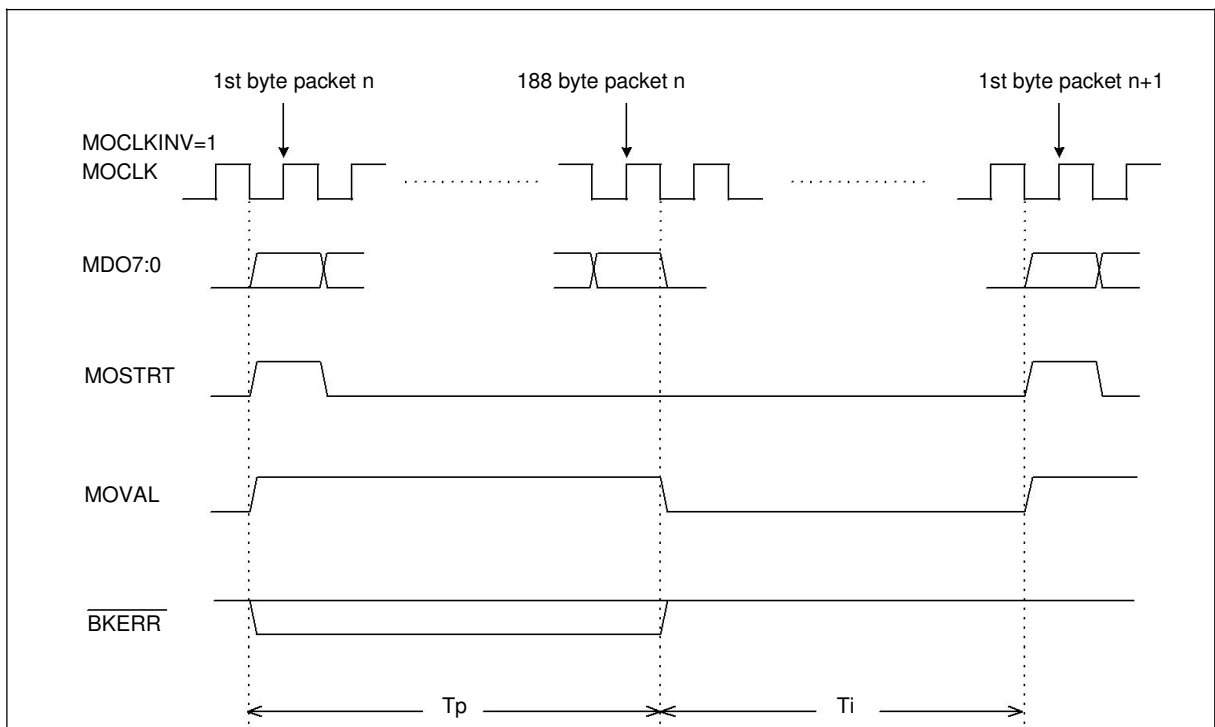 1st byte packet n
188 byte packet n
1st byte packet n+1
MOCLKINV=1
MOCLK
MDO7:0
MOSTRT
MOVAL
BKERR
Tp
Ti